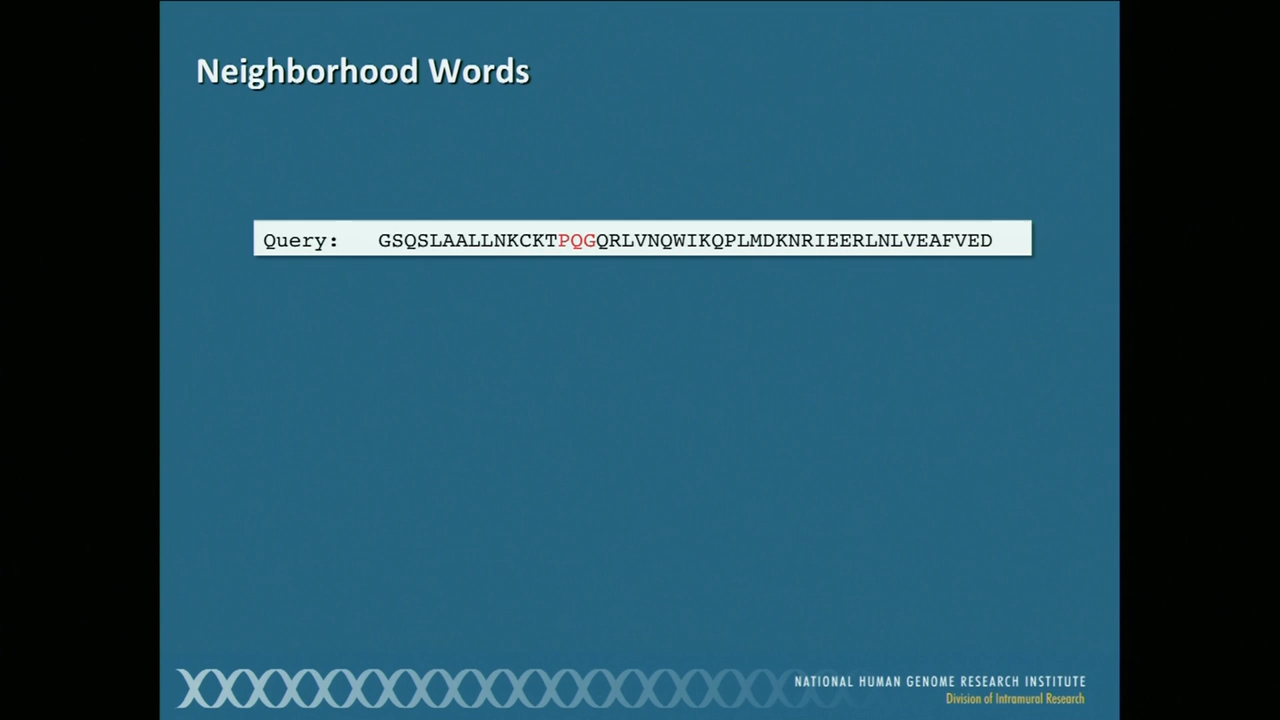 Neighborhood Words
Query: GSQSLAALLNKCKTPQGQRLVNQWIKQPLMDKNRIEERLNLVEAFVED
NATIONAL HUMAN GENOME RESEARCH INSTITUTE
Division of Intramural Research